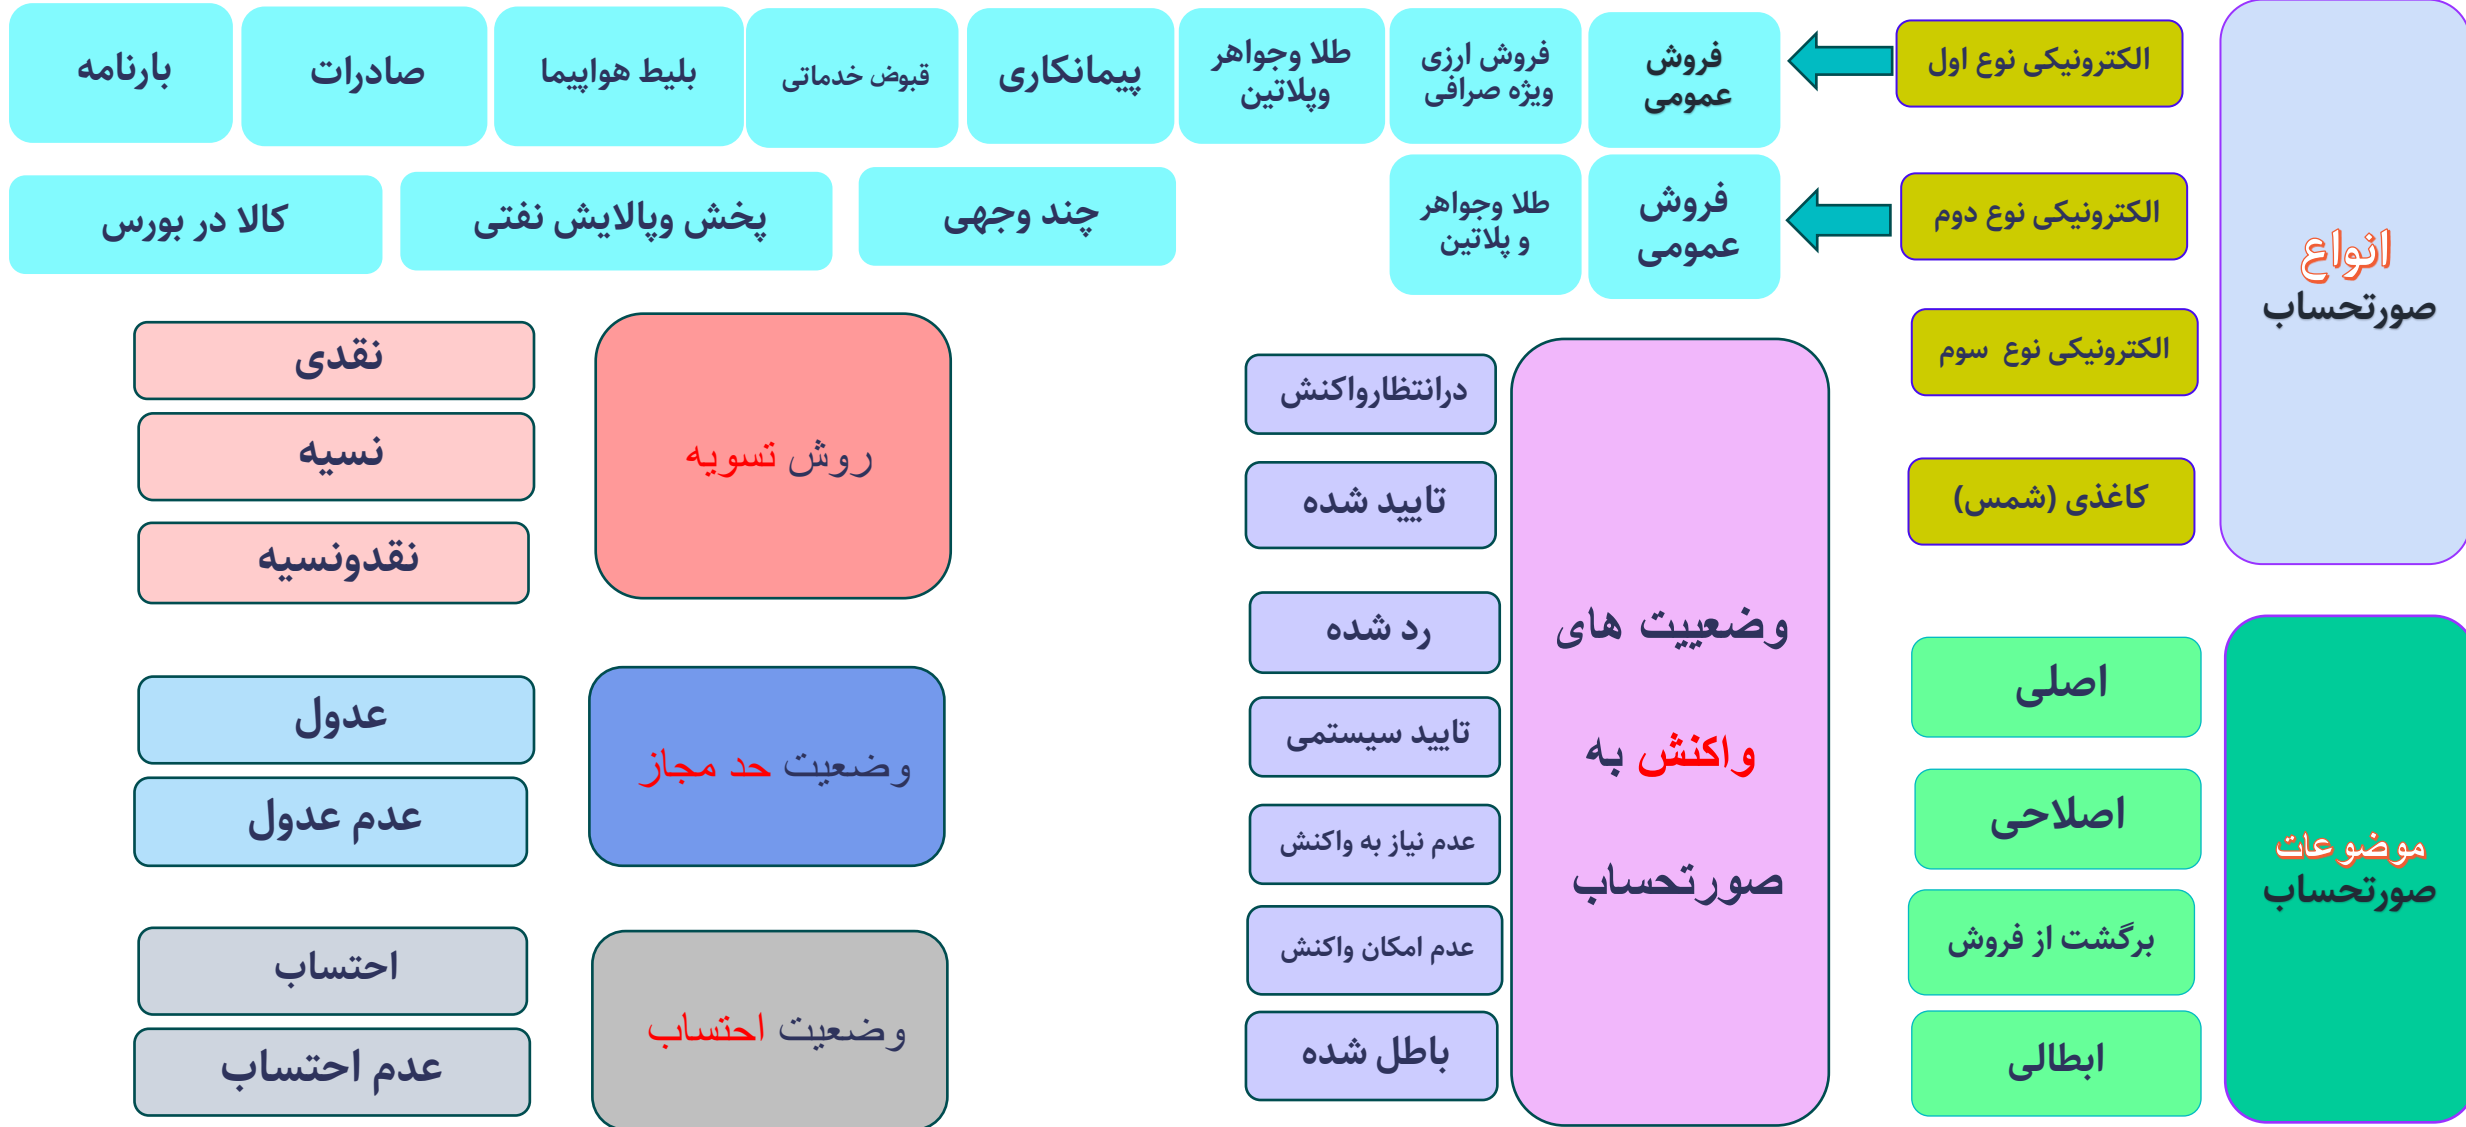 انواع
صورتحساب
الکترونیکی نوع اول
فروش
عمومی
فروش ارزی
ویژه صرافی
طلا وجواهر
وپلاتین
پیمانکاری
قبوض خدماتی
بلیط هواپیما
صادرات
بارنامه
الکترونیکی نوع دوم
فروش
عمومی
طلا وجواهر
و پلاتین
چند وجهی
پخش وپالایش نفتی
کالا در بورس
الکترونیکی نوع سوم
کاغذی (شمس)
موضوعات
صورتحساب
اصلی
اصلاحی
برگشت از فروش
ابطالی
وضعییت های
واکنش به
صورتحساب
درانتظارواکنش
تایید شده
رد شده
تایید سیستمی
عدم نیاز به واکنش
عدم امکان واکنش
باطل شده
روش تسویه
نقدی
نسیه
نقدونسیه
وضعیت حد مجاز
عدول
عدم عدول
وضعیت احتساب
احتساب
عدم احتساب